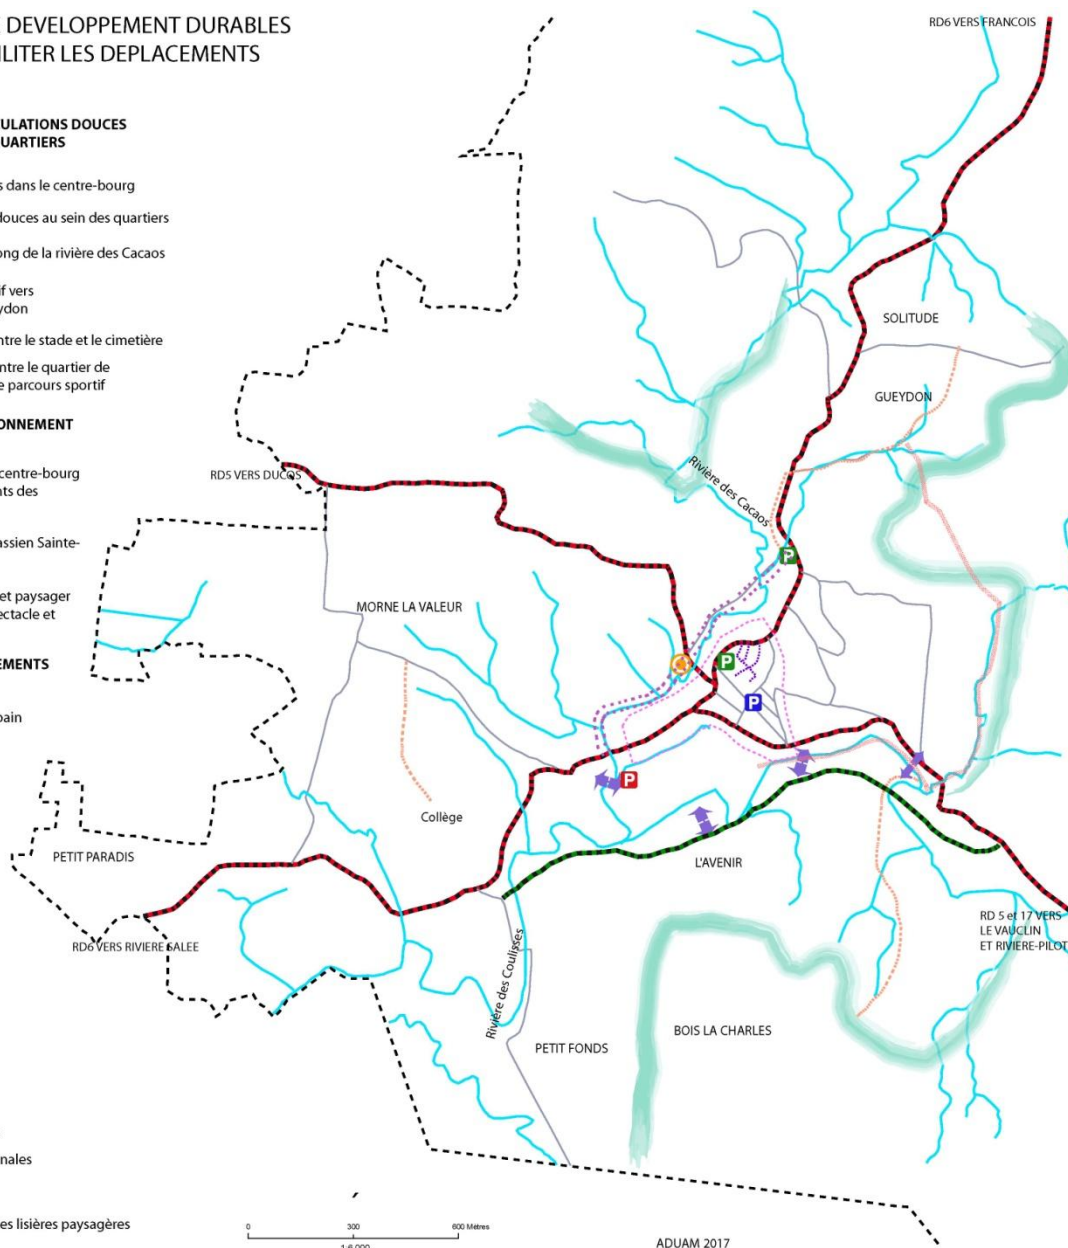 E DEVELOPPEMENT DURABLES
ILITER LES DEPLACEMENTS
ULATIONS DOUCES
UARTIERS
s dans le centre-bourg
douces au sein des quartiers
ong de la rivière des Cacaos
if vers
ydon
ntre le stade et le cimetière
ntre le quartier de
e parcours sportif
ONNEMENT
centre-bourg
nts des
assien Sainte-
et paysager
ectacle et
EMENTS
bain
nales
es lisières paysagères
RD6 VERS FRANCOIS
SOLITUDE
GUEYDON
RD5 VERS DUCOS
Rivière des Cacaos
P
MORNE LA VALEUR
P
P
P
Collège
PETIT PARADIS
L'AVENIR
RD6 VERS RIVIERE SALEE
RD 5 et 17 VERS
LE VAUCLIN
ET RIVIERE-PILOT
Rivière des Coulisses
BOIS LA CHARLES
PETIT FONDS
0 300 600 Mètres
1:6 000
ADUAM 2017